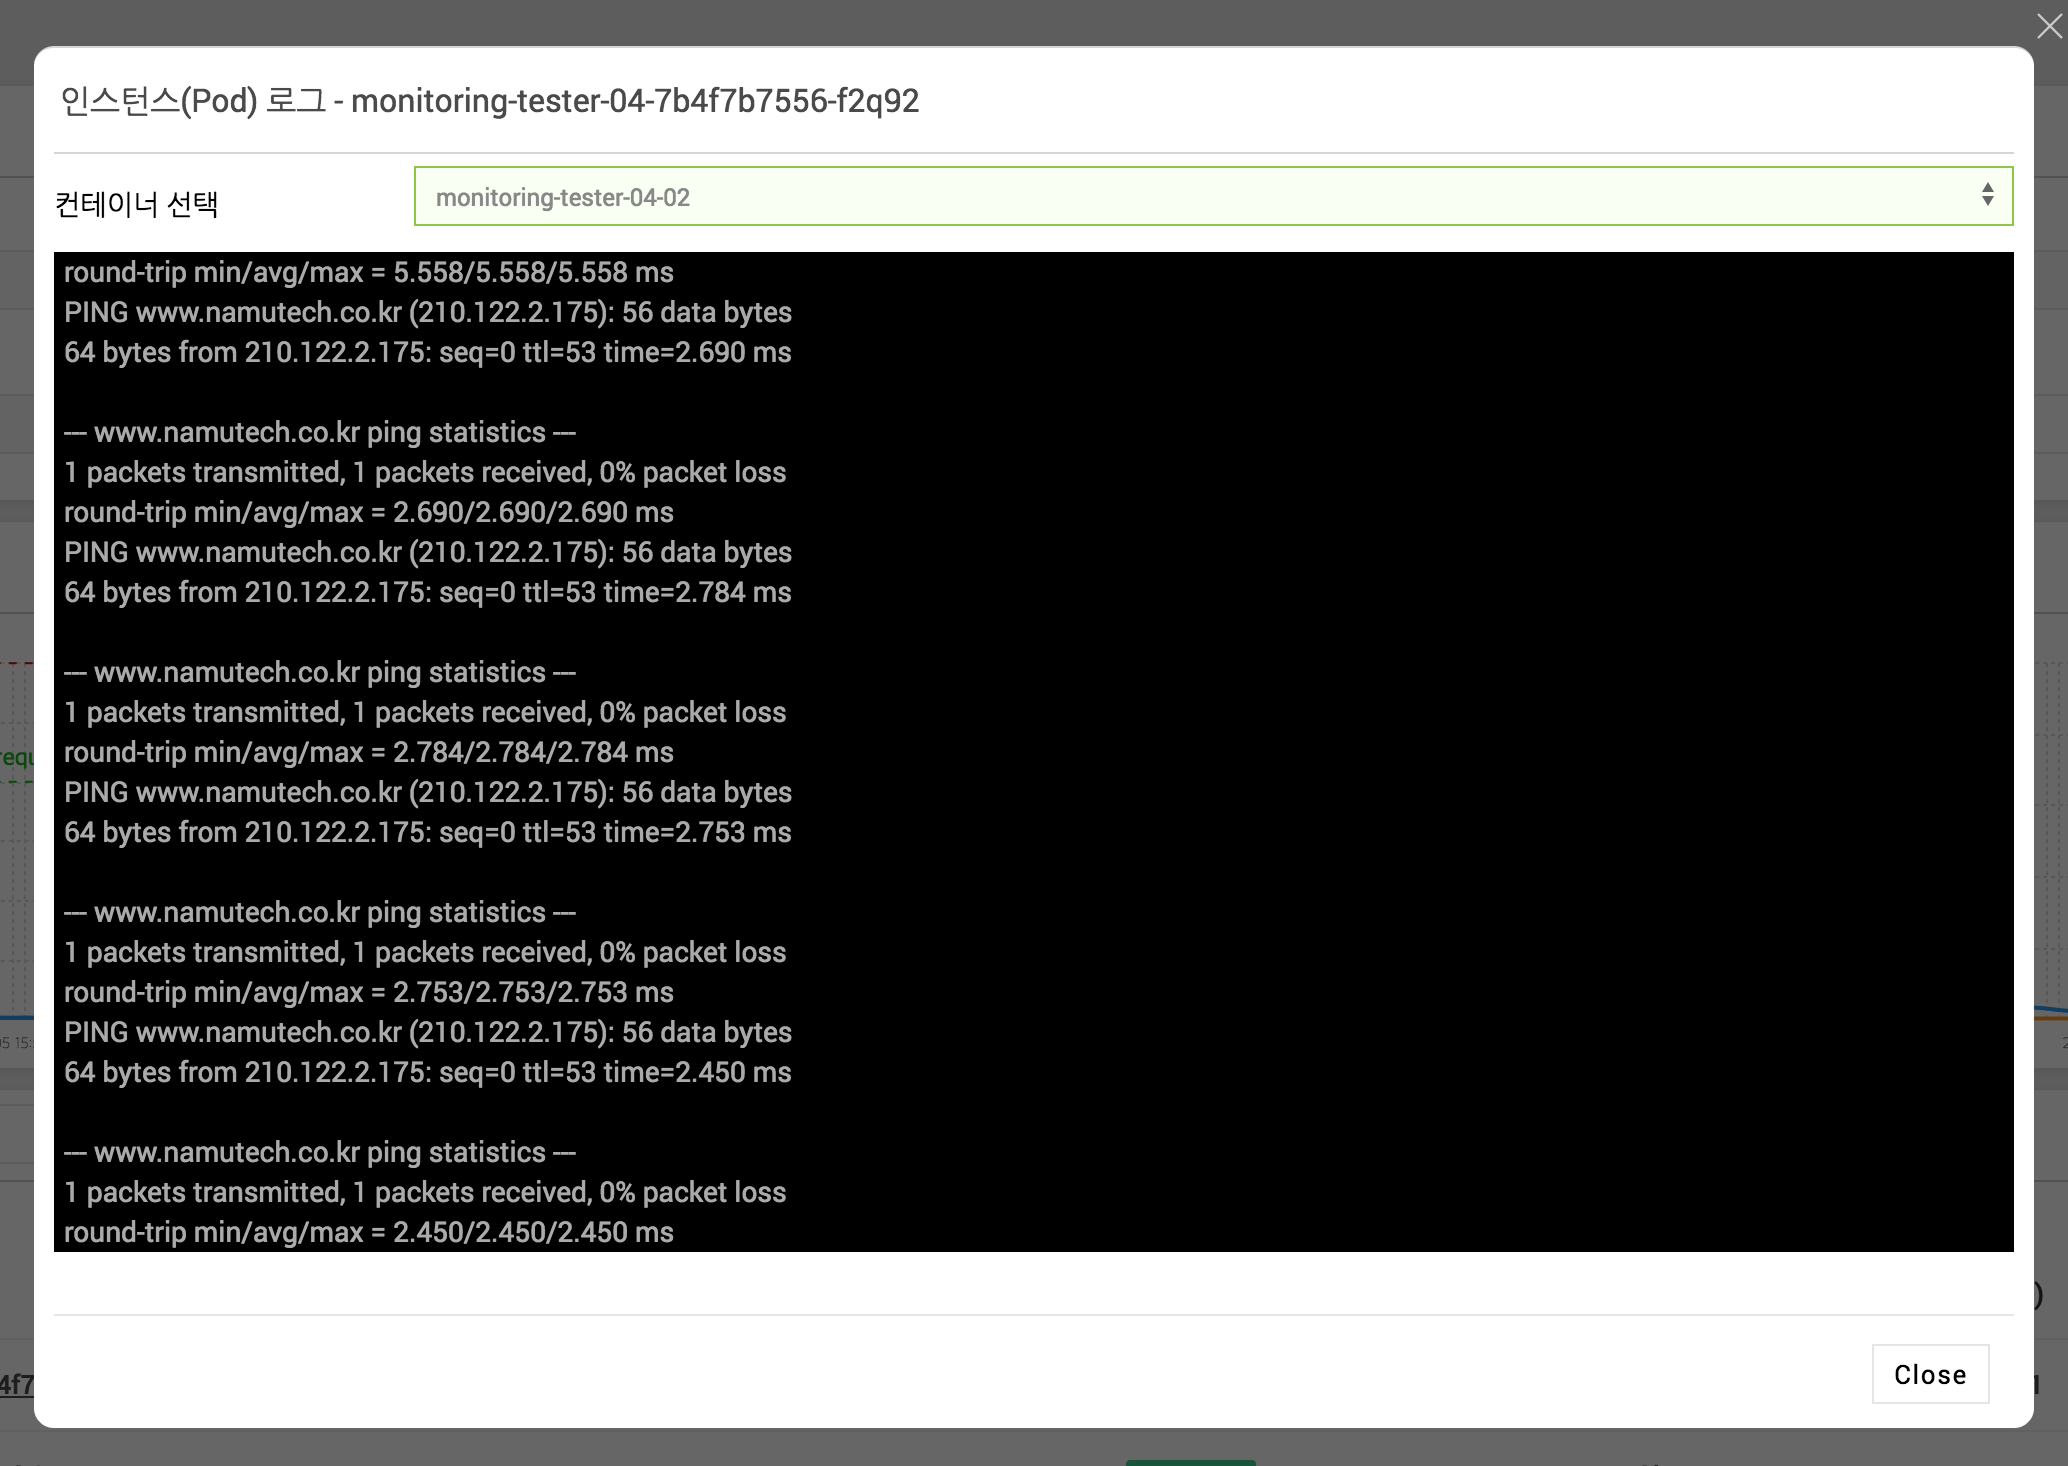 인스턴스(Pod) 로그 - monitoring-tester-04-7b4f7b7556-f2q92
컨테이너 선택
monitoring-tester-04-02
round-trip min/avg/max = 5.558/5.558/5.558 ms
PING www.namutech.co.kr (210.122.2.175): 56 data bytes
64 bytes from 210.122.2.175: seq=0 ttl=53 time=2.690 ms
--- www.namutech.co.kr ping statistics ---
1 packets transmitted, 1 packets received, 0% packet loss
round-trip min/avg/max = 2.690/2.690/2.690 ms
PING www.namutech.co.kr (210.122.2.175): 56 data bytes
64 bytes from 210.122.2.175: seq=0 ttl=53 time=2.784 ms
--- www.namutech.co.kr ping statistics ---
1 packets transmitted, 1 packets received, 0% packet loss
round-trip min/avg/max = 2.784/2.784/2.784 ms
PING www.namutech.co.kr (210.122.2.175): 56 data bytes
64 bytes from 210.122.2.175: seq=0 ttl=53 time=2.753 ms
--- www.namutech.co.kr ping statistics ---
1 packets transmitted, 1 packets received, 0% packet loss
round-trip min/avg/max = 2.753/2.753/2.753 ms
PING www.namutech.co.kr (210.122.2.175): 56 data bytes
64 bytes from 210.122.2.175: seq=0 ttl=53 time=2.450 ms
--- www.namutech.co.kr ping statistics ---
1 packets transmitted, 1 packets received, 0% packet loss
round-trip min/avg/max = 2.450/2.450/2.450 ms
Close